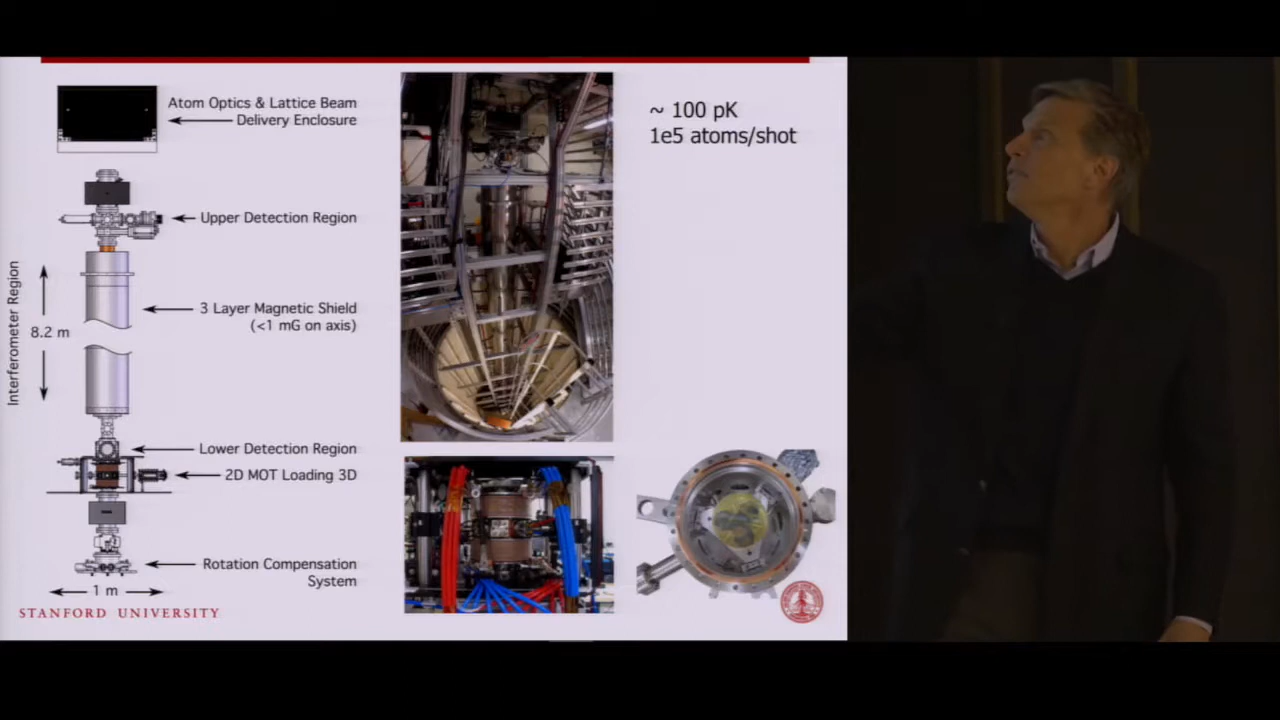 Atom Optics & Lattice Beam
Delivery Enclosure
~ 100 pK
1e5 atoms/shot
Upper Detection Region
Interferometer Region
8.2 m
3 Layer Magnetic Shield
(<1 mG on axis)
Lower Detection Region
2D MOT Loading 3D
Rotation Compensation
System
1 m
STANFORD UNIVERSITY